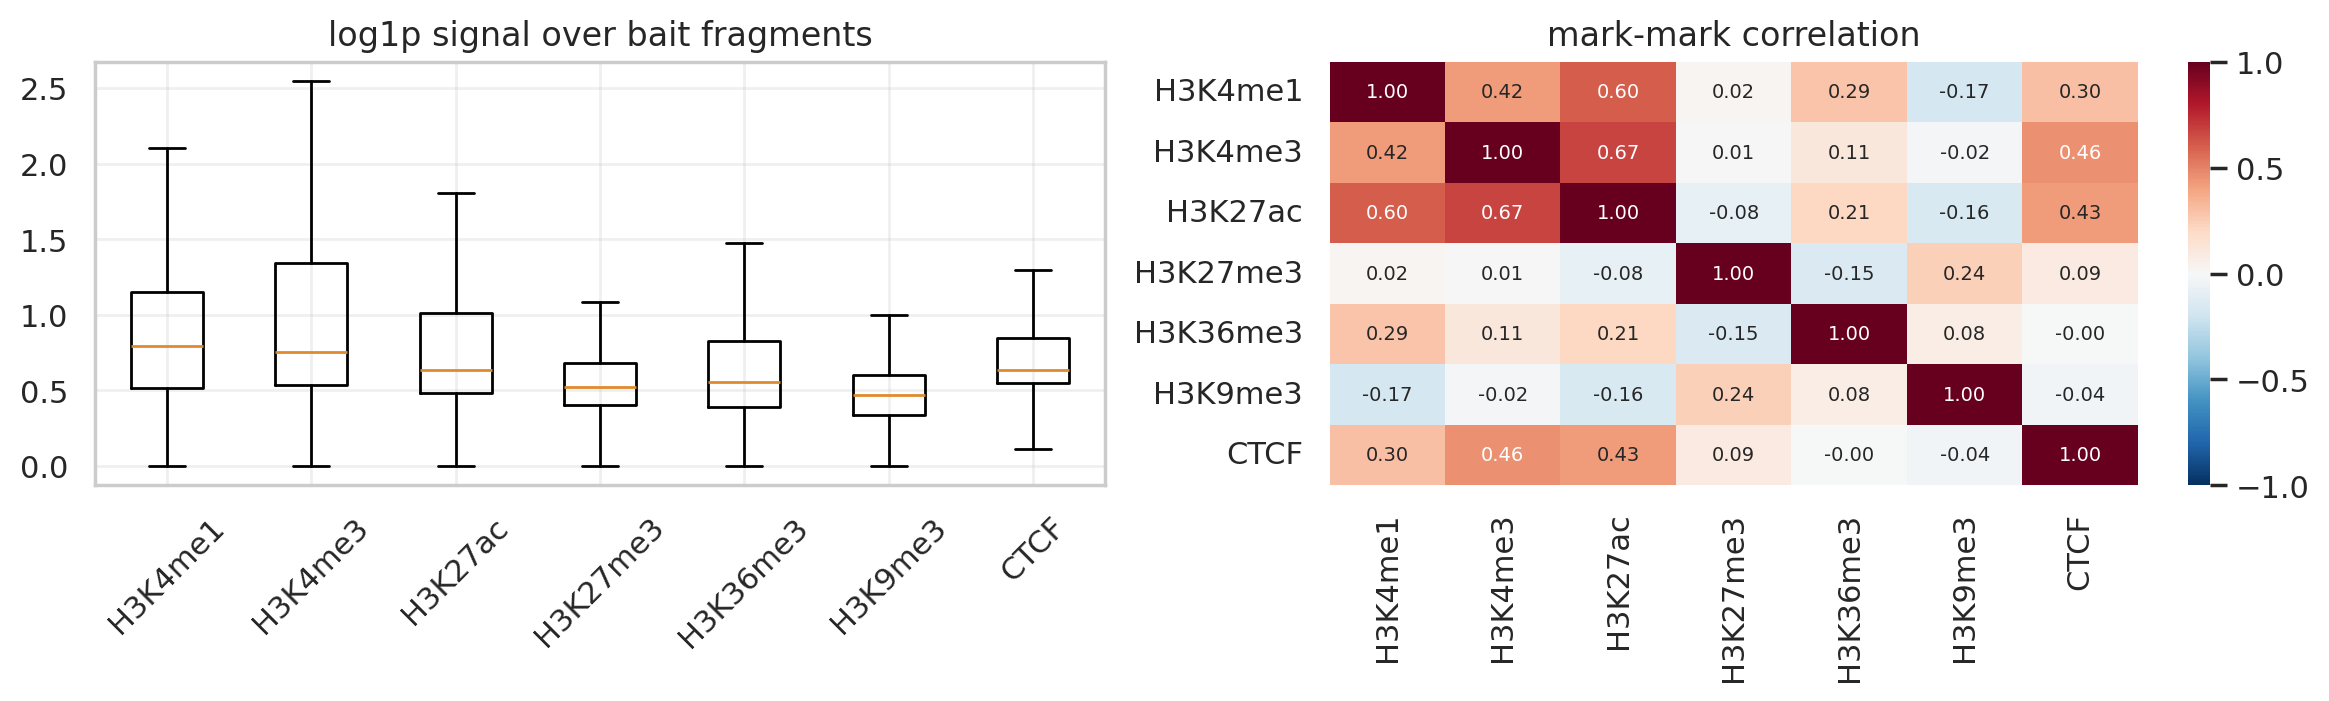 log1p signal over bait fragments
2.5
2.0
1.5
1.0
0.5
0.0
H3K4me1 H3K4me3 H3K27ac H3K27me3 H3K36me3 H3K9me3 CTCF
mark-mark correlation
H3K4me1 1.00 0.42 0.60 0.02 0.29 -0.17 0.30
H3K4me3 0.42 1.00 0.67 0.01 0.11 -0.02 0.46
H3K27ac 0.60 0.67 1.00 -0.08 0.21 -0.16 0.43
H3K27me3 0.02 0.01 -0.08 1.00 -0.15 0.24 0.09
H3K36me3 0.29 0.11 0.21 -0.15 1.00 0.08 -0.00
H3K9me3 -0.17 -0.02 -0.16 0.24 0.08 1.00 -0.04
CTCF 0.30 0.46 0.43 0.09 -0.00 -0.04 1.00
H3K4me1 H3K4me3 H3K27ac H3K27me3 H3K36me3 H3K9me3 CTCF
1.0
0.5
0.0
−0.5
−1.0